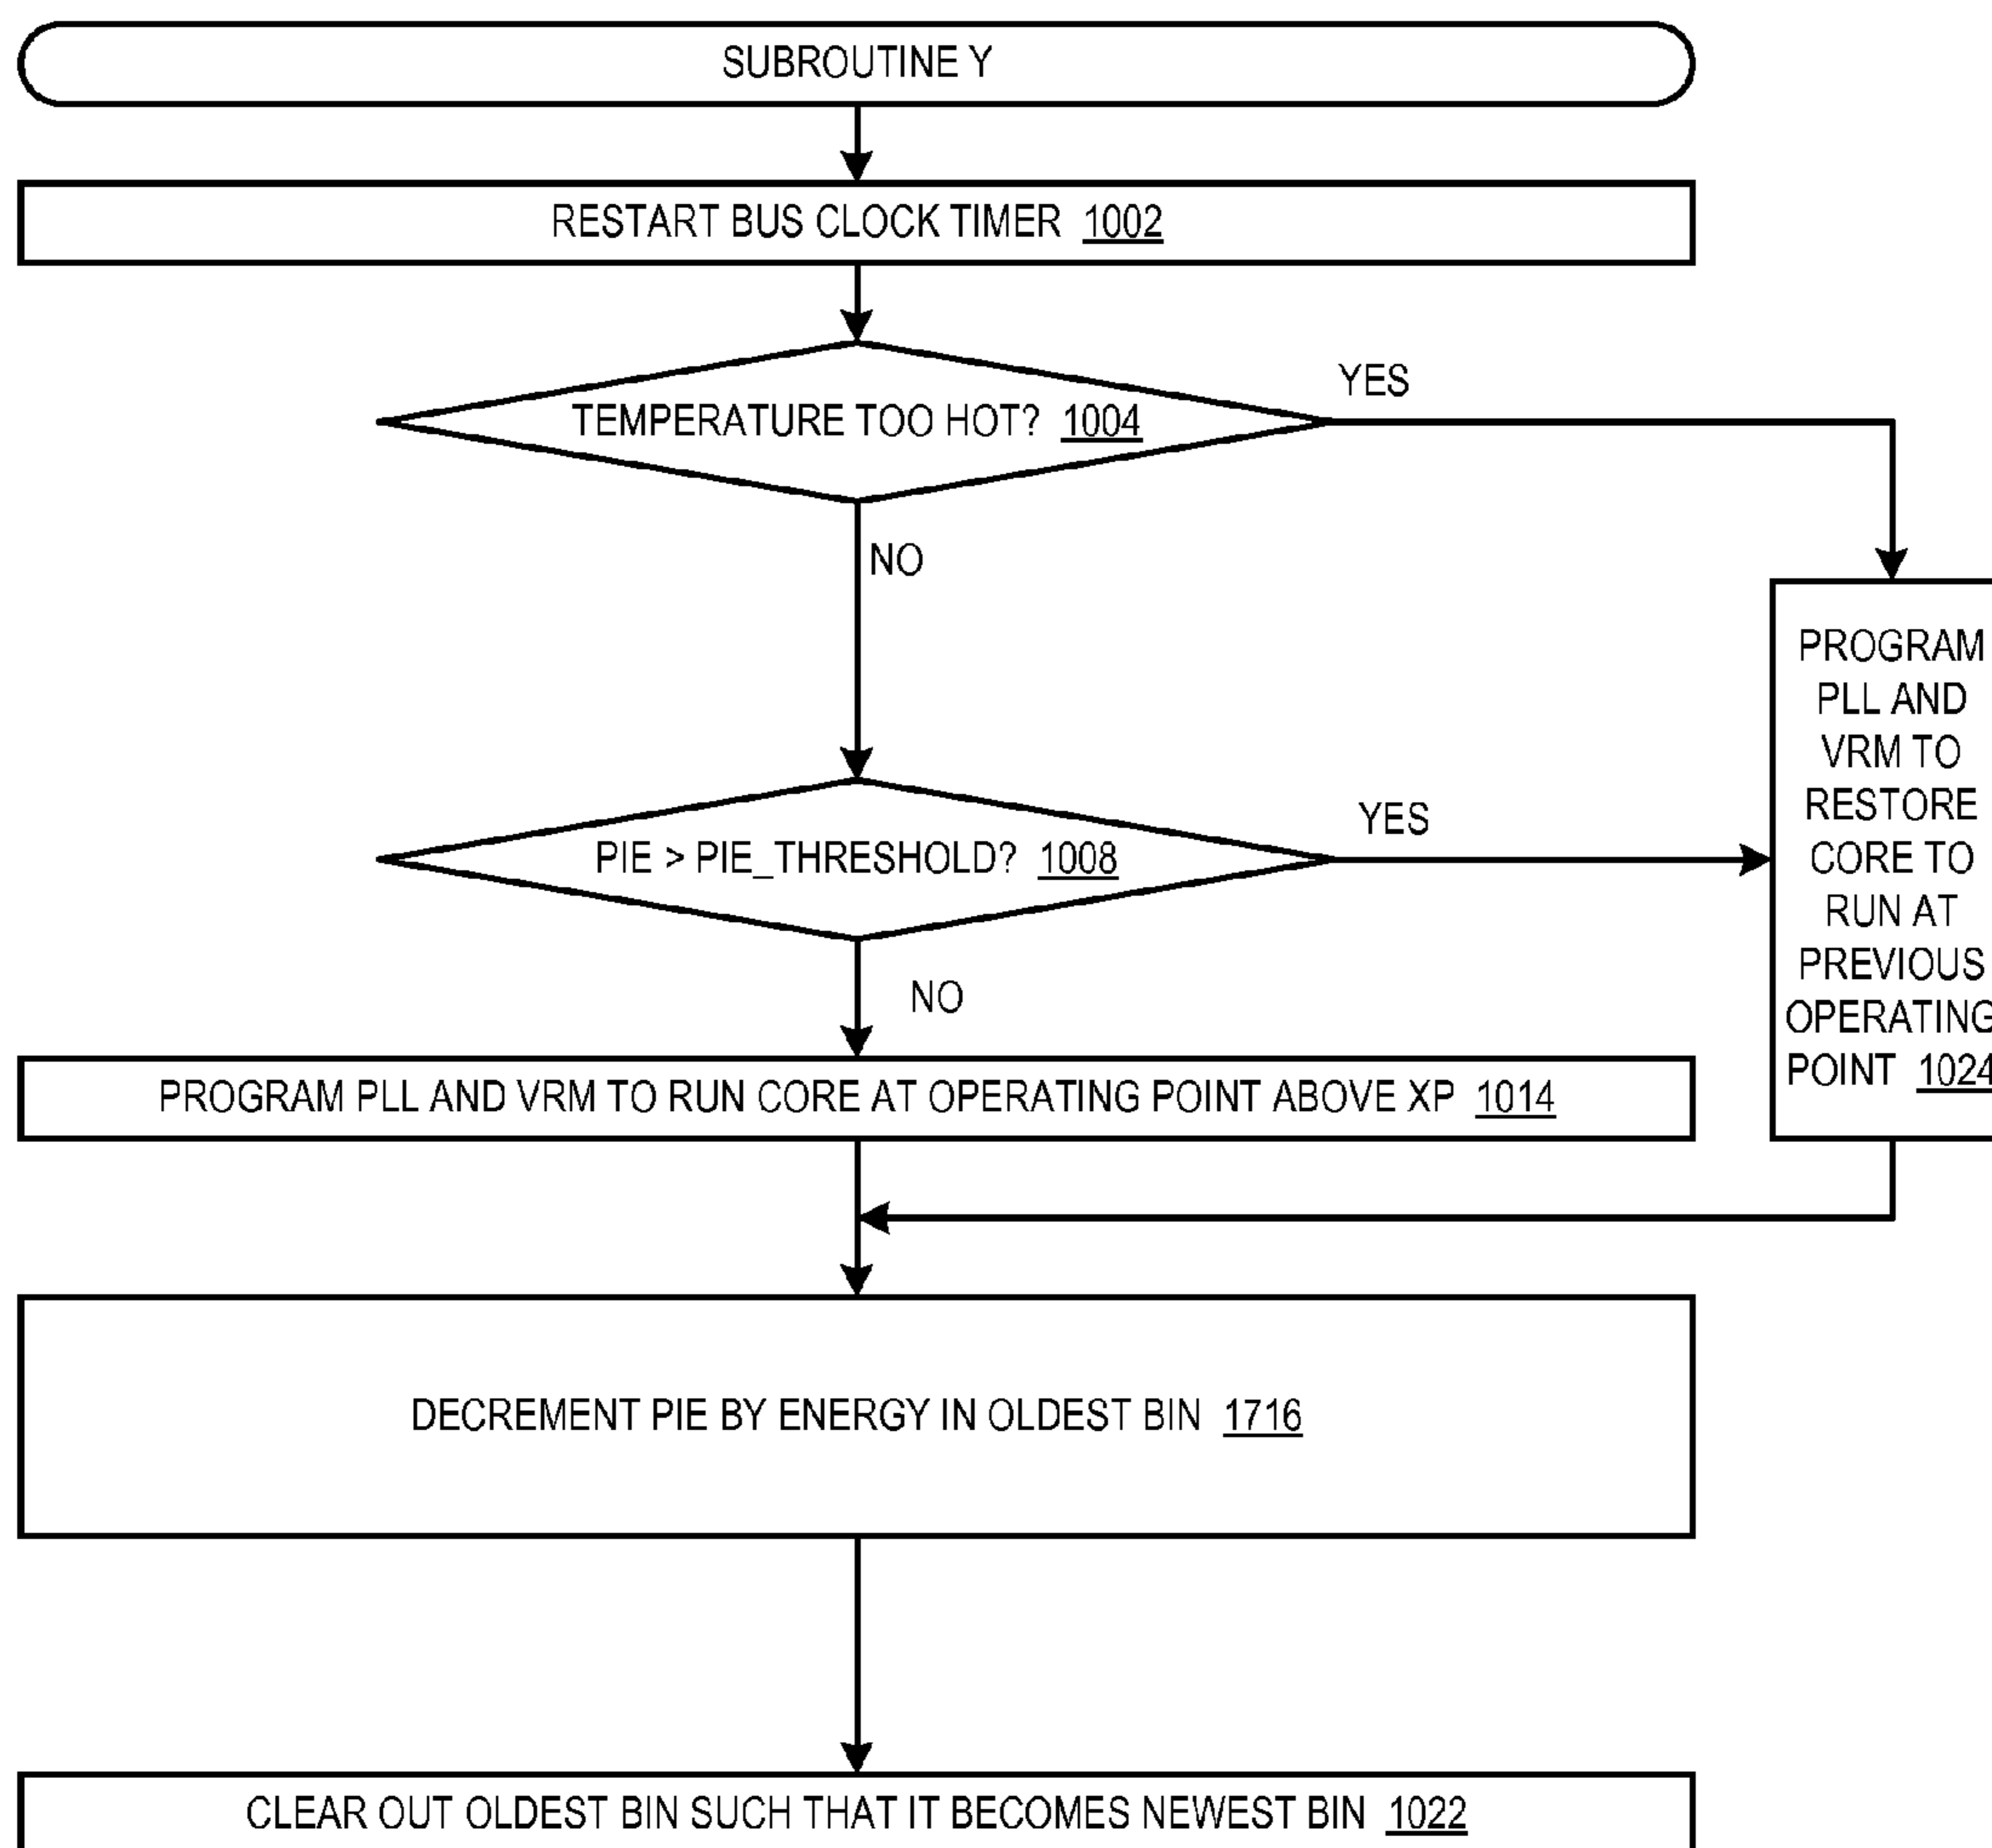 SUBROUTINE Y
RESTART BUS CLOCK TIMER 1002
TEMPERATURE TOO HOT? 1004
YES
NO
PROGRAM
PLL AND
VRM TO
RESTORE
CORE TO
RUN AT
PREVIOUS
OPERATING
POINT 1024
PIE > PIE_THRESHOLD? 1008
YES
NO
PROGRAM PLL AND VRM TO RUN CORE AT OPERATING POINT ABOVE XP 1014
DECREMENT PIE BY ENERGY IN OLDEST BIN 1716
CLEAR OUT OLDEST BIN SUCH THAT IT BECOMES NEWEST BIN 1022